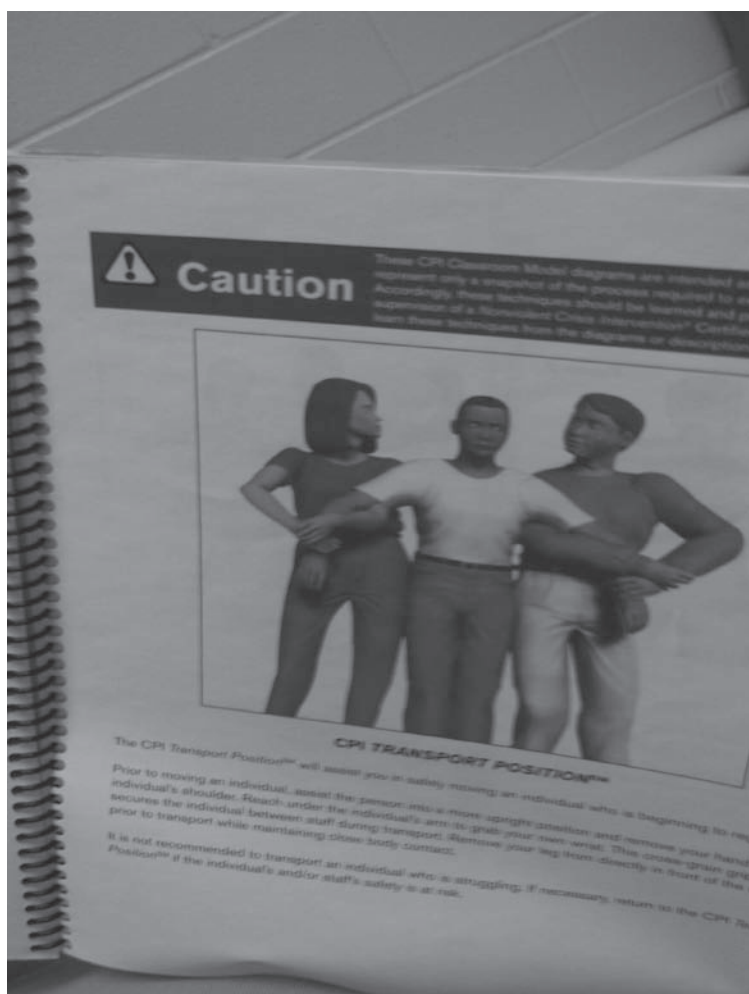 Caution
These CPI Classroom Model diagrams are intended
represent only a snapshot of the process required to
Accordingly, these techniques should be learned and
supervision of a Nonviolent Crisis Intervention®
learn these techniques from the diagrams or
CPI TRANSPORT POSITION℠
The CPI Transport Position℠ will assist you in safely moving an individual who is beginning to
Prior to moving an individual, assist the person into a more upright position and remove your
individual's shoulder. Reach under the individual's arm to grab your own wrist. This cross-grain
secures the individual between staff during transport. Remove your leg from directly in front of the
prior to transport while maintaining close body contact.
It is not recommended to transport an individual who is struggling. If necessary, return to the CPI
Position℠ if the individual's and/or staff's safety is at risk.